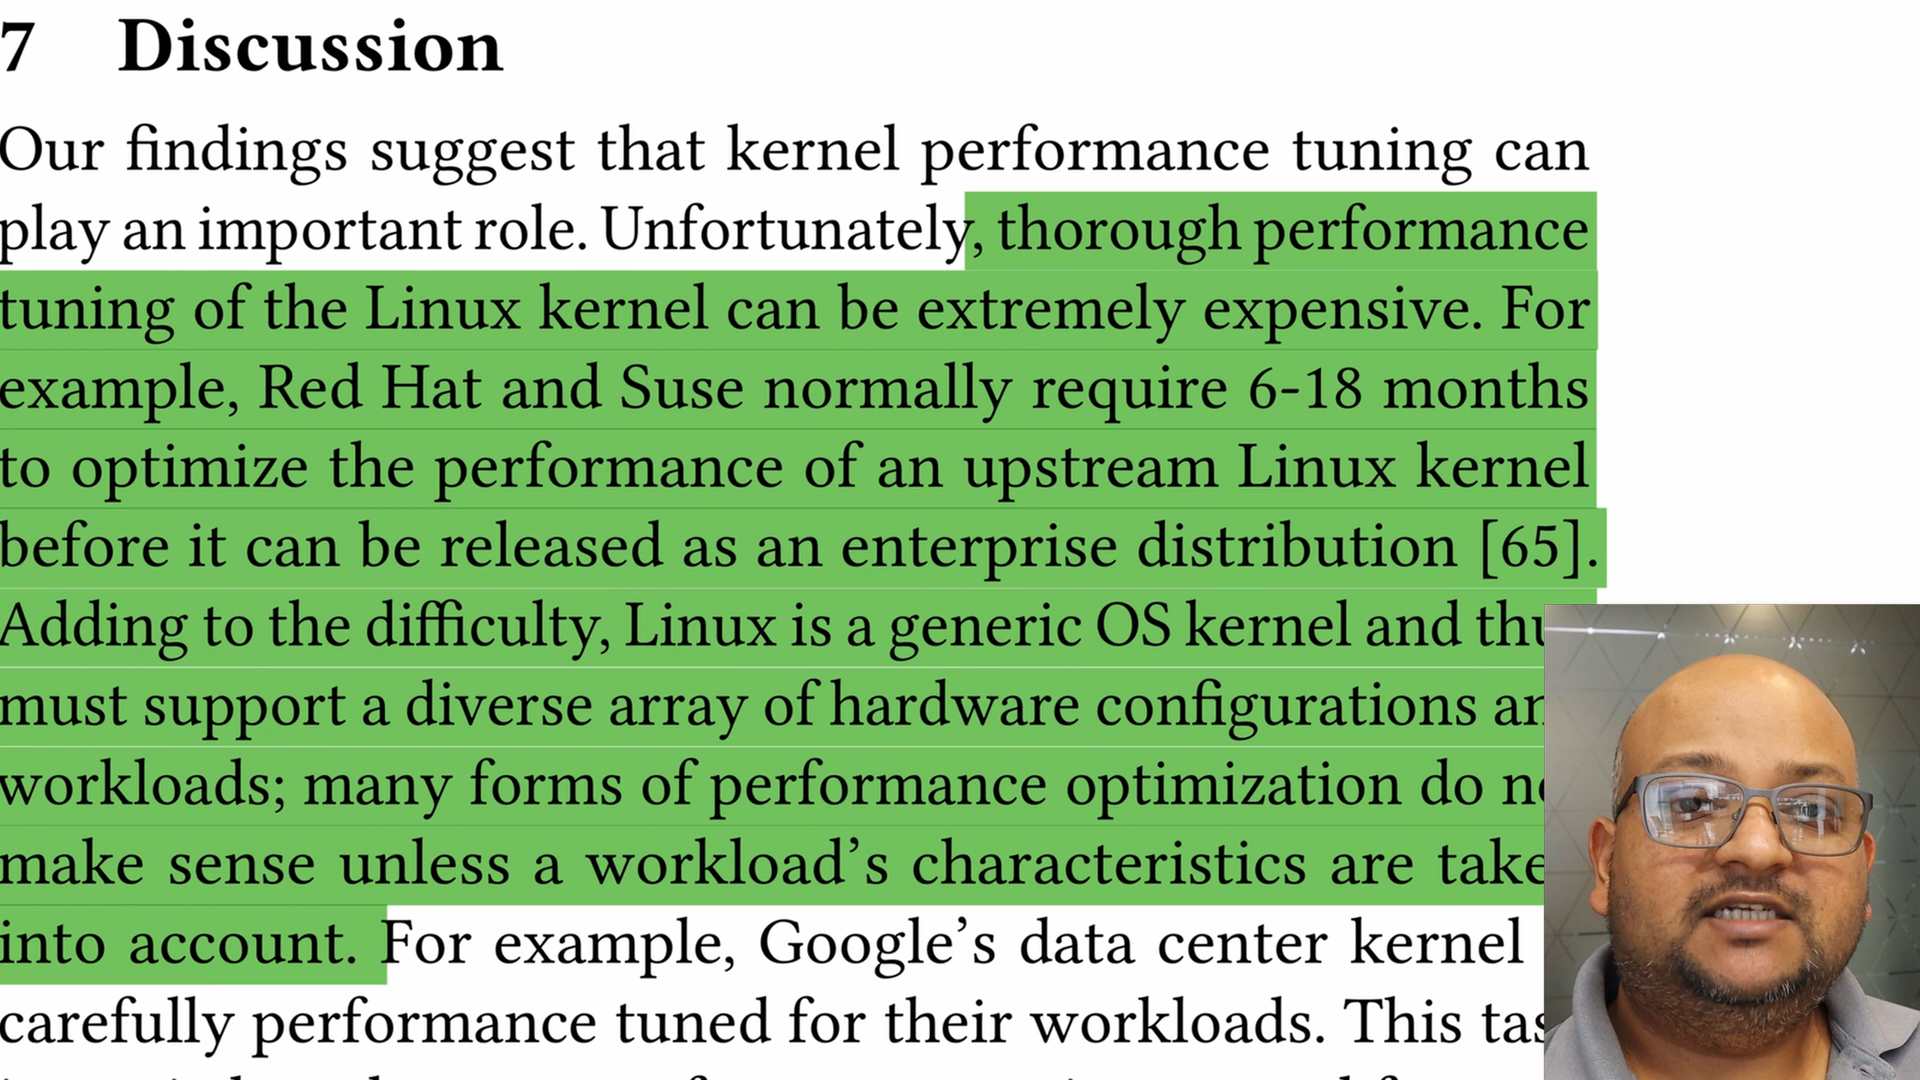 7 Discussion
Our findings suggest that kernel performance tuning can
play an important role. Unfortunately, thorough performance
tuning of the Linux kernel can be extremely expensive. For
example, Red Hat and Suse normally require 6-18 months
to optimize the performance of an upstream Linux kernel
before it can be released as an enterprise distribution [65].
Adding to the difficulty, Linux is a generic OS kernel and
must support a diverse array of hardware configurations
workloads; many forms of performance optimization do
make sense unless a workload’s characteristics are
into account. For example, Google’s data center kernel
carefully performance tuned for their workloads. This